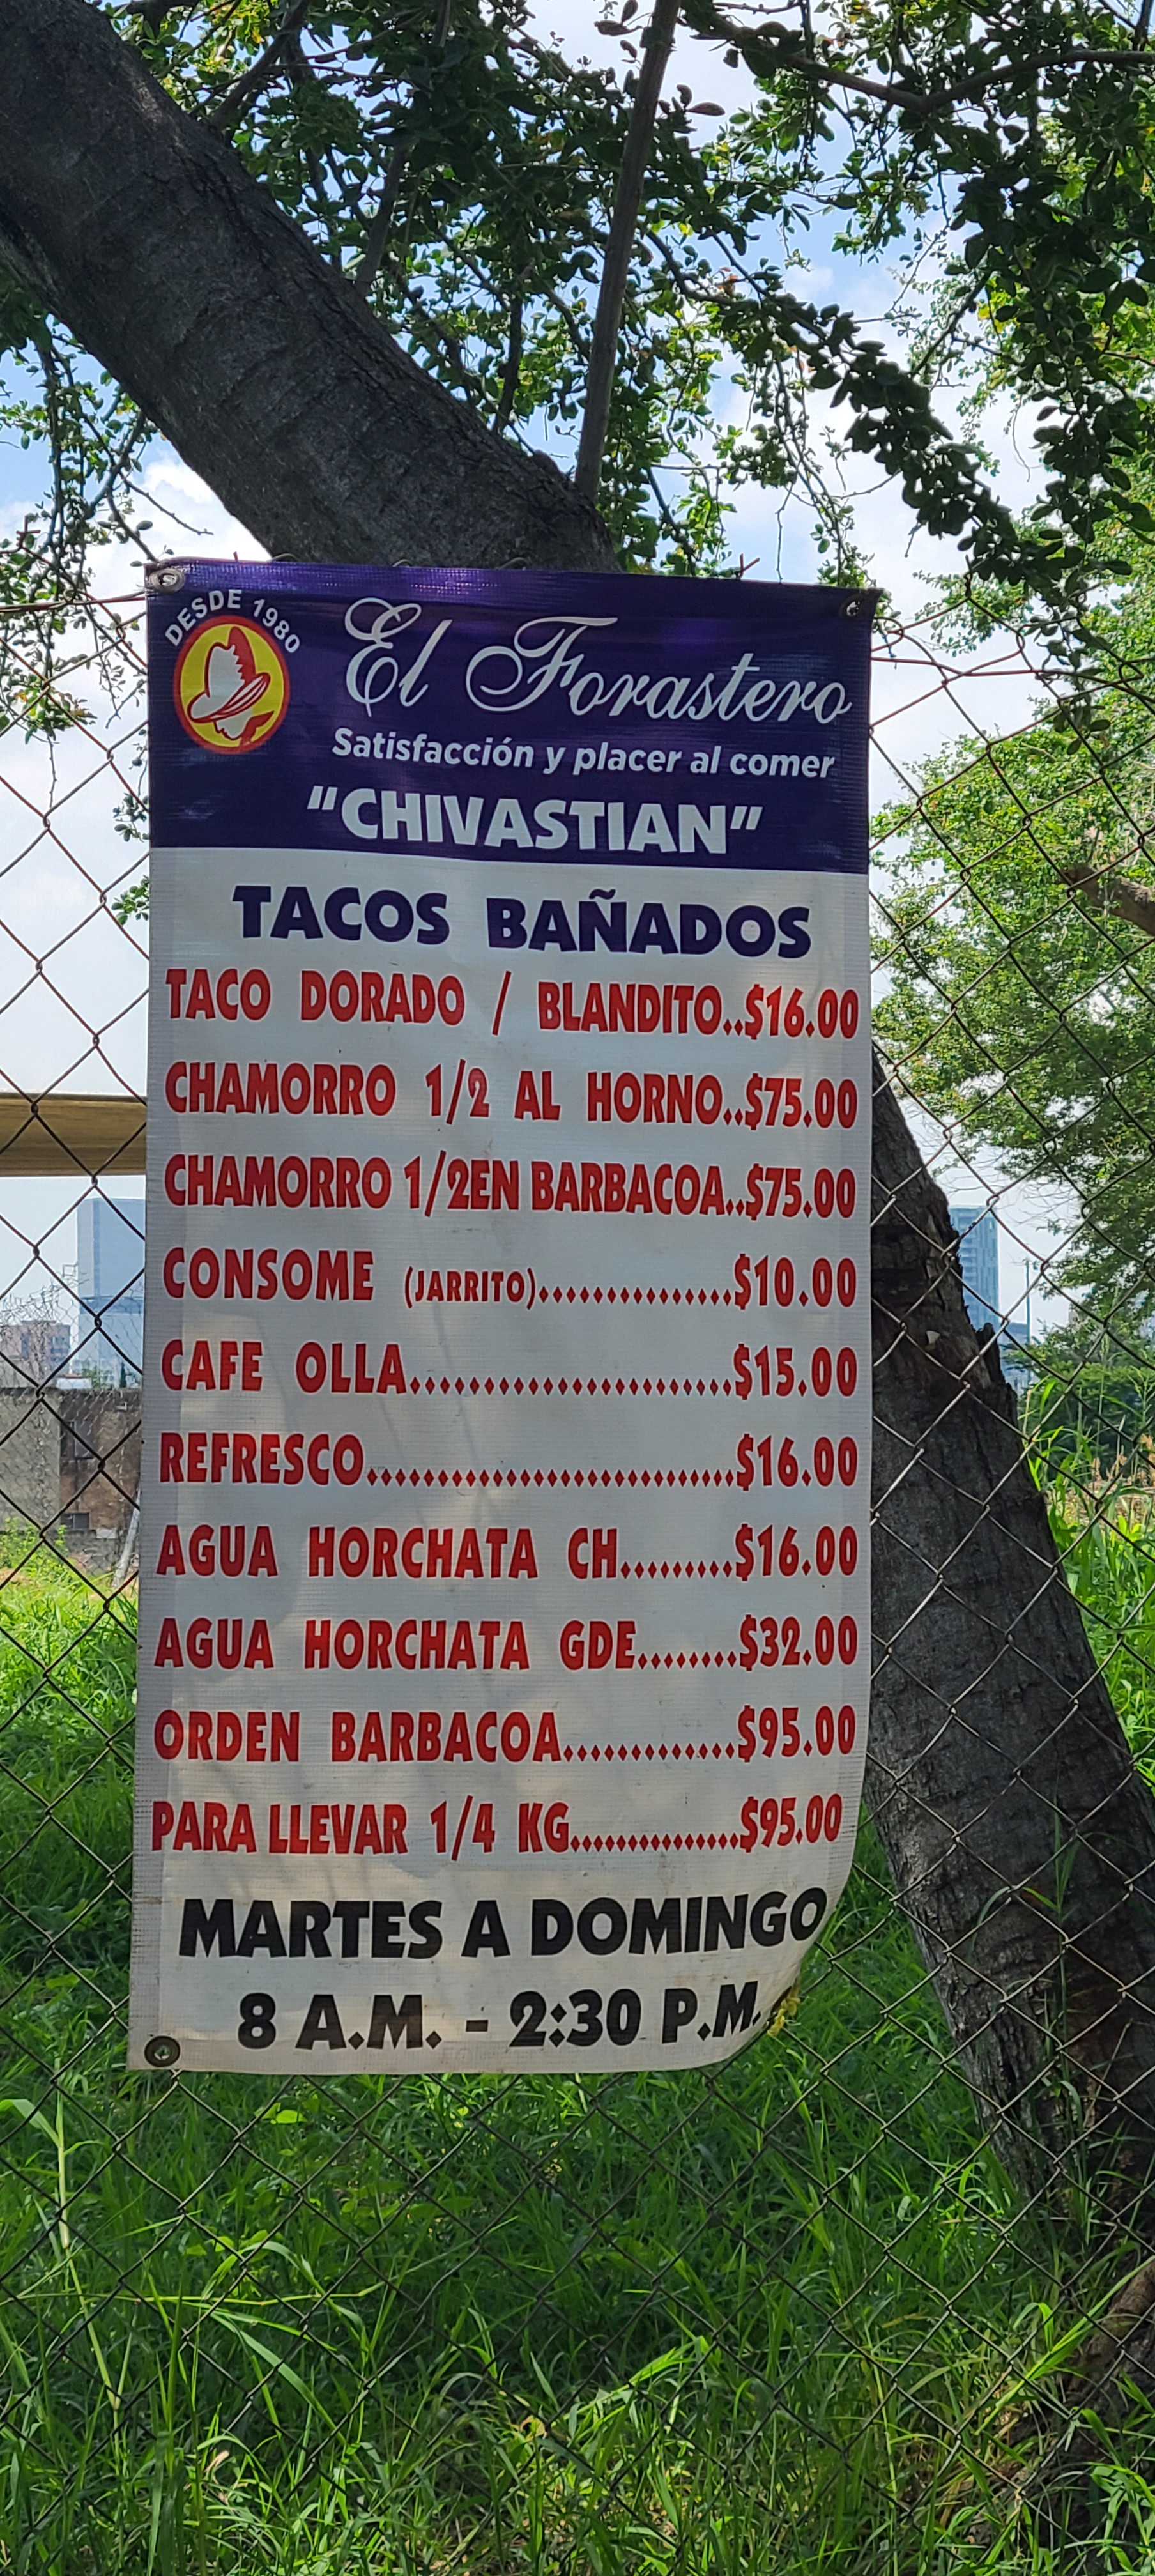 DESDE 1980
El Forastero
Satisfacción y placer al comer
"CHIVASTIAN"
TACOS BAÑADOS
TACO DORADO / BLANDITO..$16.00
CHAMORRO 1/2 AL HORNO..$75.00
CHAMORRO 1/2EN BARBACOA..$75.00
CONSOME (JARRITO)...............$10.00
CAFE OLLA.......................$15.00
REFRESCO..........................$16.00
AGUA HORCHATA CH........$16.00
AGUA HORCHATA GDE.......$32.00
ORDEN BARBACOA............$95.00
PARA LLEVAR 1/4 KG..............$95.00
MARTES A DOMINGO
8 A.M. - 2:30 P.M.